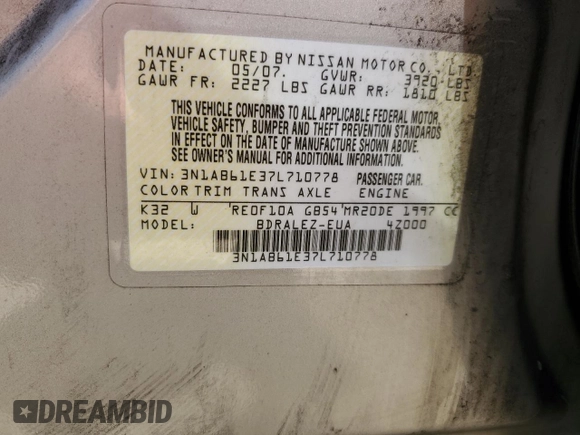 MANUFACTURED BY NISSAN MOTOR CO., LTD.
DATE: 05/07. GVWR: 3920 LBS
GAWR FR: 2227 LBS GAWR RR: 1810 LBS
THIS VEHICLE CONFORMS TO ALL APPLICABLE FEDERAL MOTOR
VEHICLE SAFETY, BUMPER AND THEFT PREVENTION STANDARDS
IN EFFECT ON THE DATE OF MANUFACTURE SHOWN ABOVE.
SEE OWNER'S MANUAL FOR ADDITIONAL INFORMATION.
VIN: 3N1AB61E37L710778 PASSENGER CAR.
COLOR TRIM TRANS AXLE ENGINE
K32 W RE0F10A GB54 MR20DE 1997 CC
MODEL: BDRALEZ-EUA 4Z000
3N1AB61E37L710778
DREAMBID